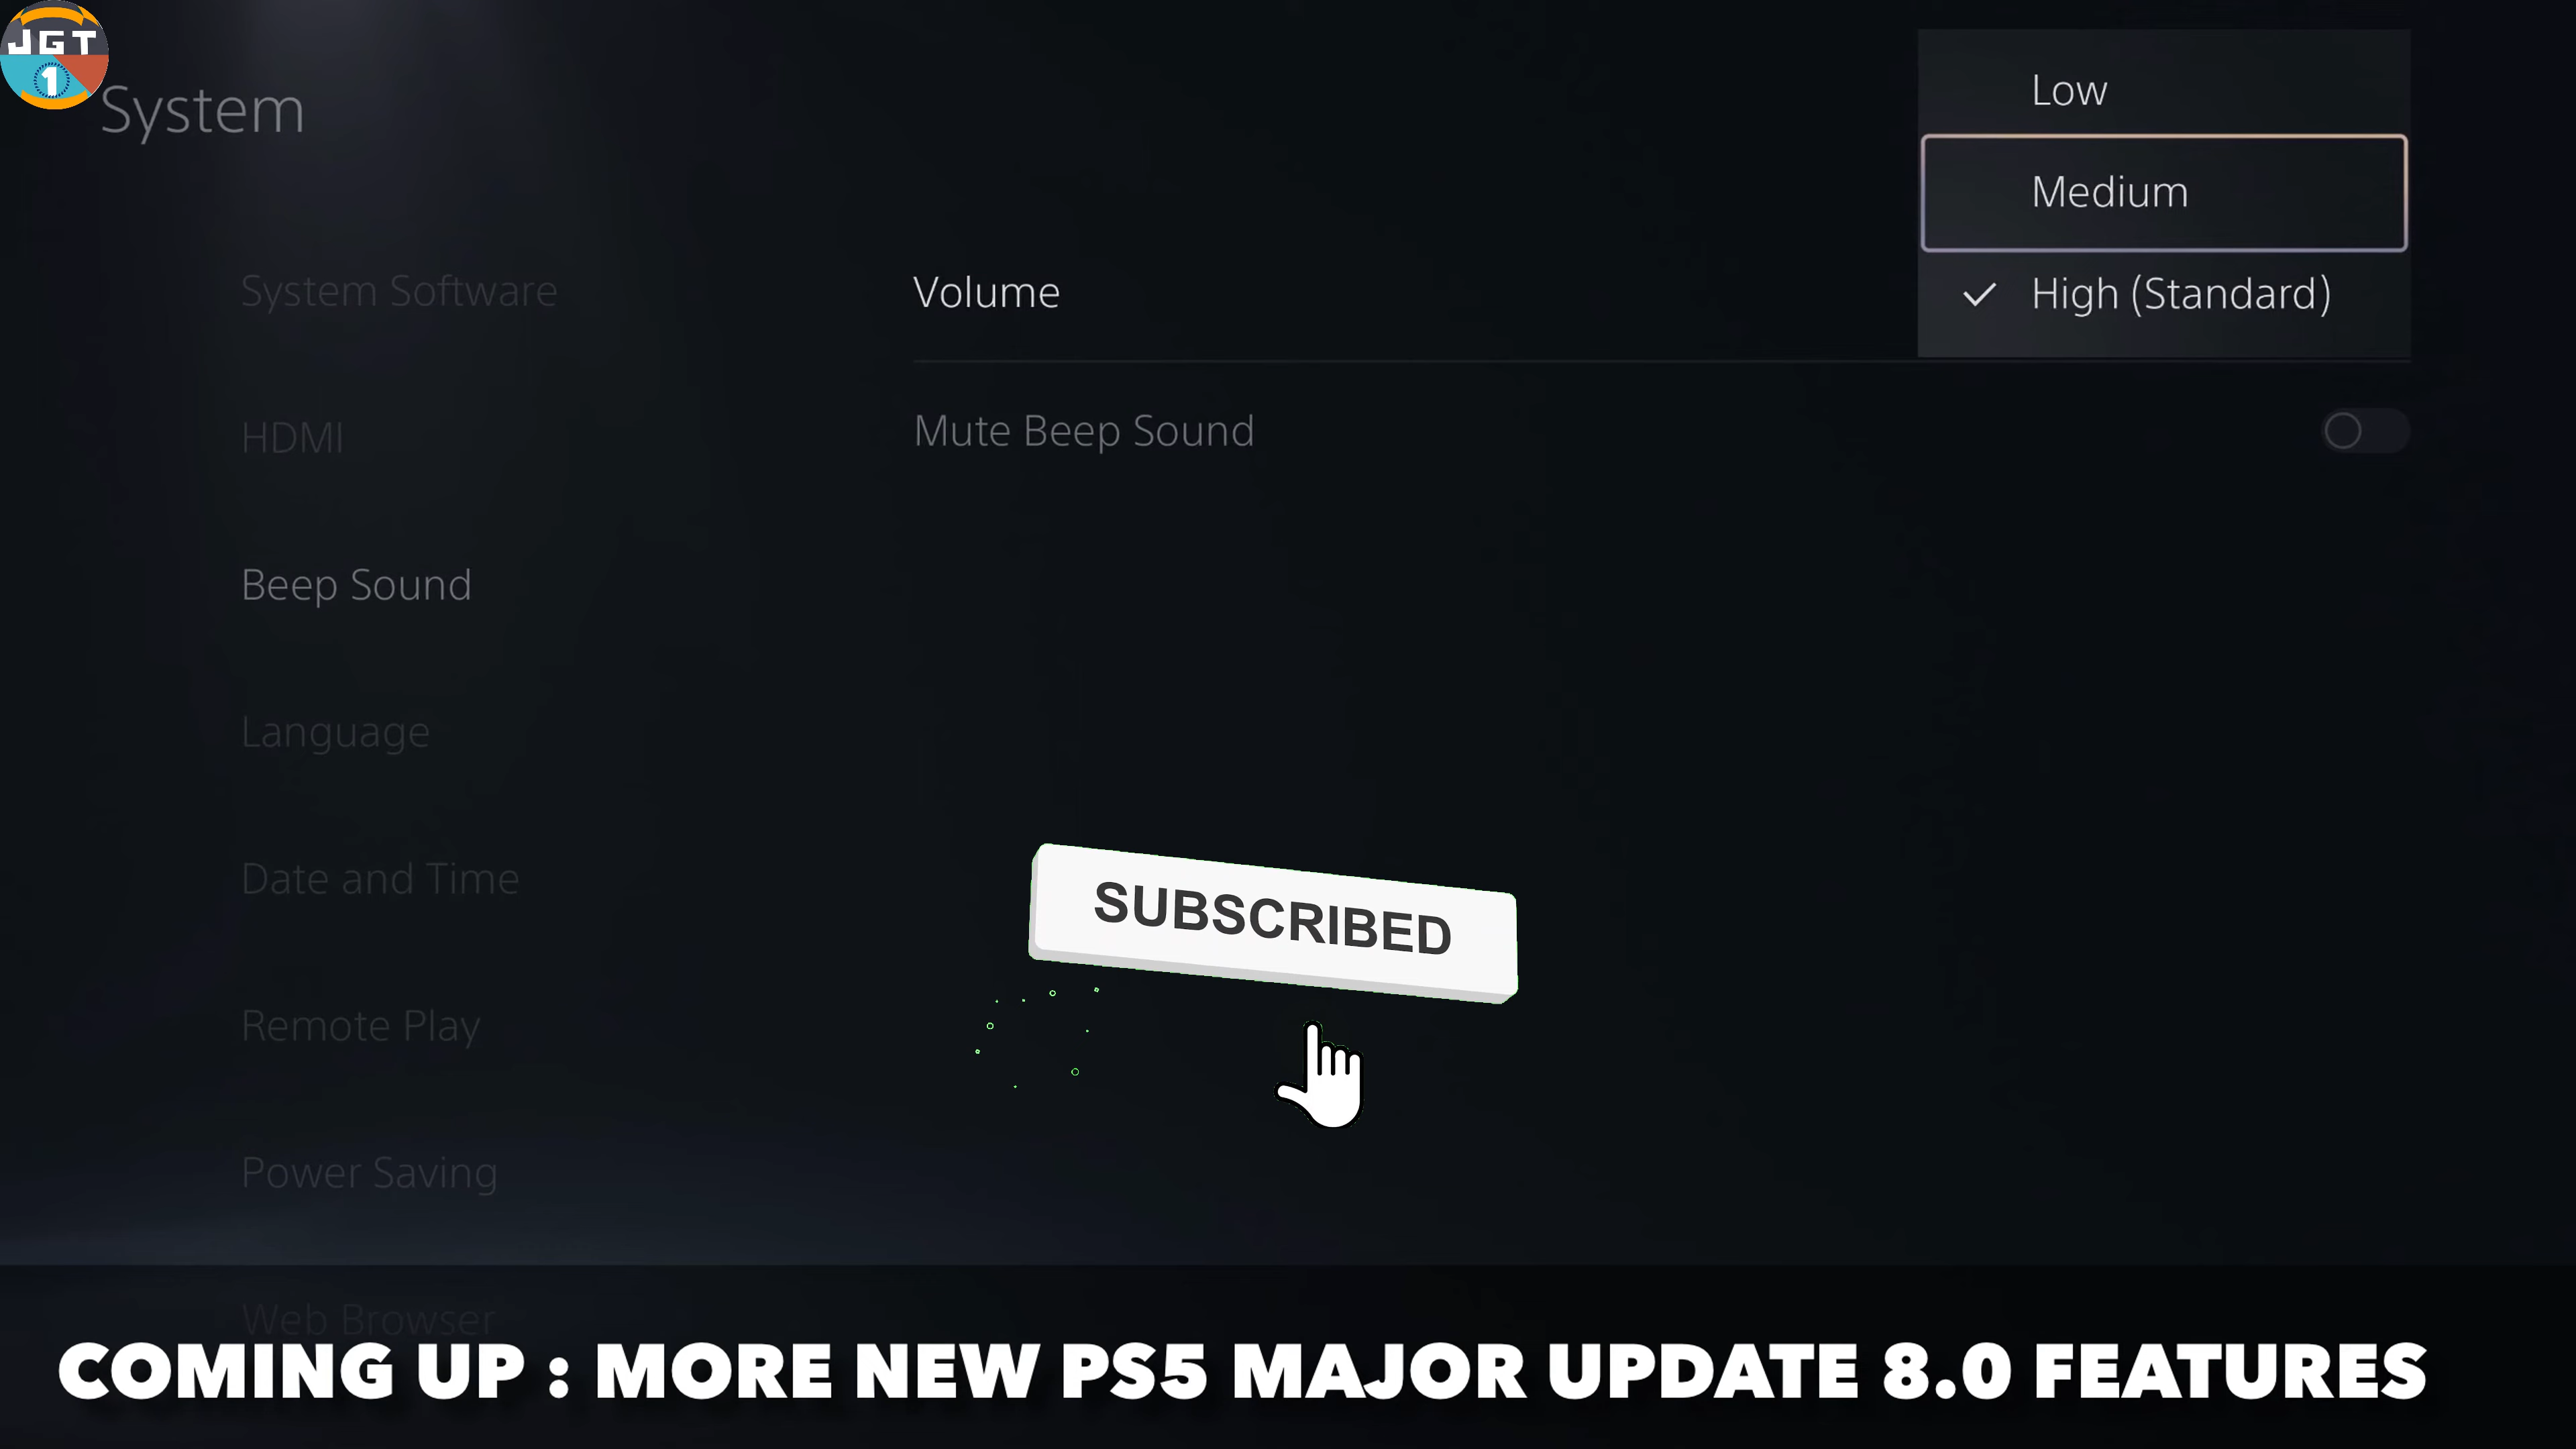 JGT
1
System
Low
Medium
High (Standard)
Volume
Mute Beep Sound
System Software
HDMI
Beep Sound
Language
Date and Time
Remote Play
Power Saving
Web Browser
SUBSCRIBED
COMING UP : MORE NEW PS5 MAJOR UPDATE 8.0 FEATURES